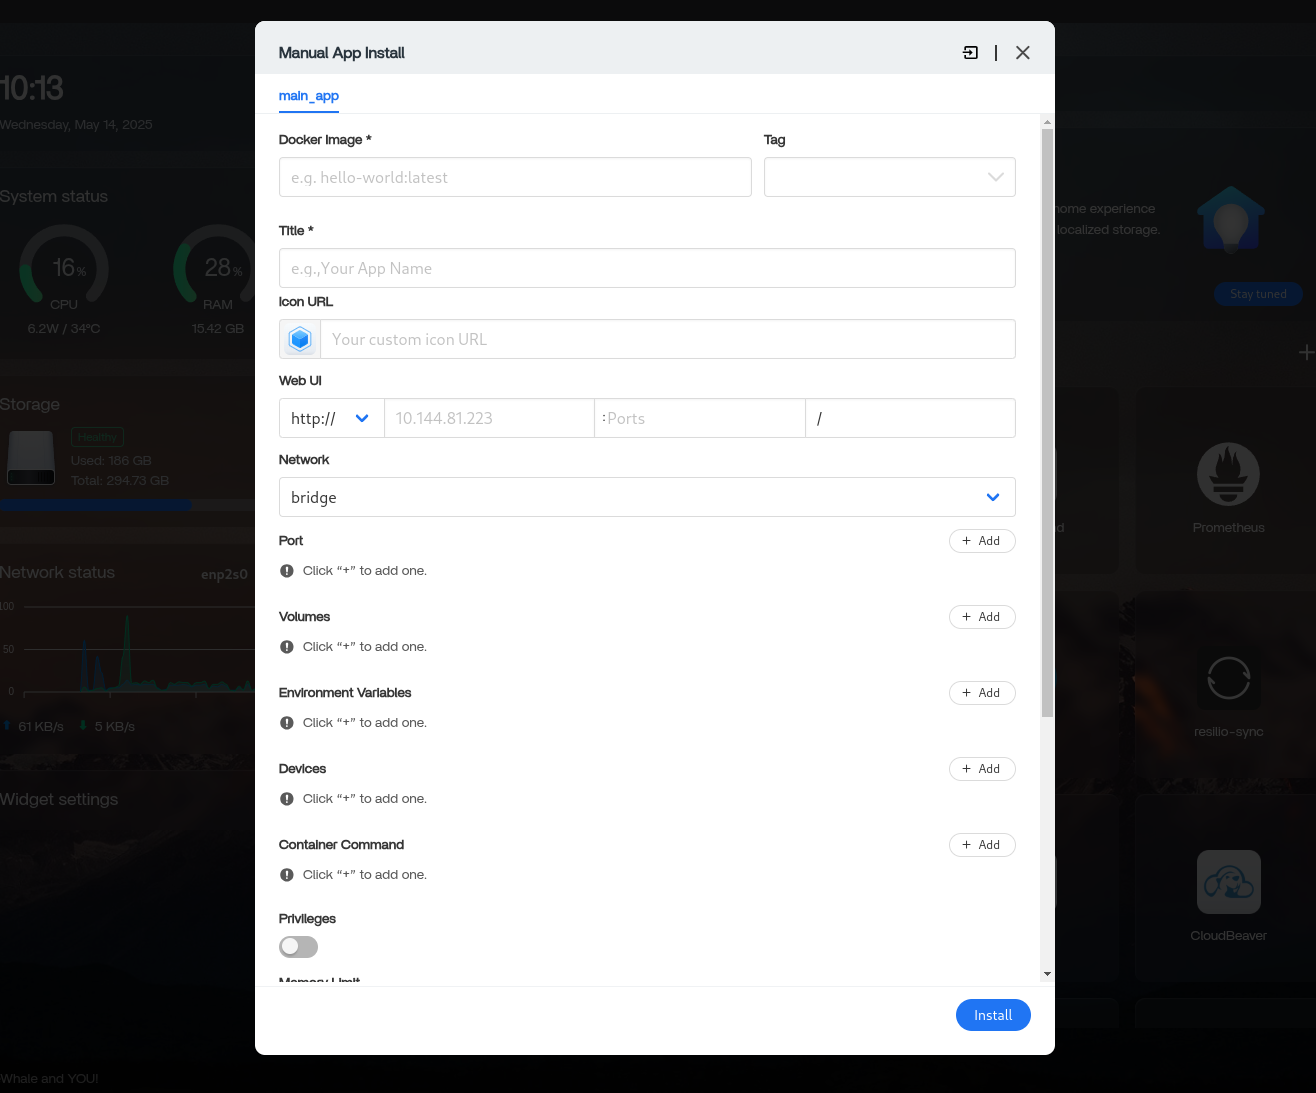 Manual App Install
main_app
Docker Image *
Tag
e.g. hello-world:latest
Title *
e.g.,Your App Name
Icon URL
Your custom icon URL
Web UI
http://
10.144.81.223
:Ports
/
Network
bridge
Port
+ Add
Click “+” to add one.
Volumes
+ Add
Click “+” to add one.
Environment Variables
+ Add
Click “+” to add one.
Devices
+ Add
Click “+” to add one.
Container Command
+ Add
Click “+” to add one.
Privileges
Memory Limit
Install
10:13
Wednesday, May 14, 2025
System status
16%
CPU
6.2W / 34°C
28%
RAM
15.42 GB
Storage
Healthy
Used: 186 GB
Total: 294.73 GB
Network status
enp2s0
100
50
0
61 KB/s
5 KB/s
Widget settings
Whale and YOU!
home experience
localized storage.
Stay tuned
Prometheus
resilio-sync
CloudBeaver